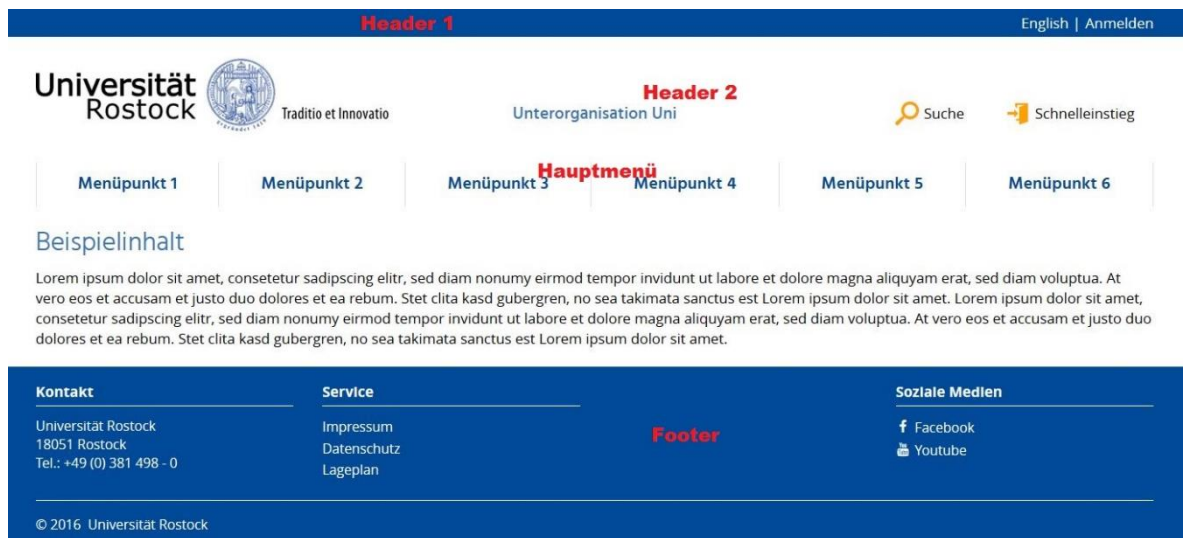 Header 1
English | Anmelden
Universität
Rostock
Traditio et Innovatio
Header 2
Unterorganisation Uni
Suche
Schnelleinstieg
Hauptmenü
Menüpunkt 1 Menüpunkt 2 Menüpunkt 3 Menüpunkt 4 Menüpunkt 5 Menüpunkt 6
Beispielinhalt
Lorem ipsum dolor sit amet, consetetur sadipscing elitr, sed diam nonumy eirmod tempor invidunt ut labore et dolore magna aliquyam erat, sed diam voluptua. At
vero eos et accusam et justo duo dolores et ea rebum. Stet clita kasd gubergren, no sea takimata sanctus est Lorem ipsum dolor sit amet. Lorem ipsum dolor sit amet,
consetetur sadipscing elitr, sed diam nonumy eirmod tempor invidunt ut labore et dolore magna aliquyam erat, sed diam voluptua. At vero eos et accusam et justo duo
dolores et ea rebum. Stet clita kasd gubergren, no sea takimata sanctus est Lorem ipsum dolor sit amet.
Kontakt
Universität Rostock
18051 Rostock
Tel.: +49 (0) 381 498 - 0
Service
Impressum
Datenschutz
Lageplan
Footer
Soziale Medien
Facebook
Youtube
© 2016 Universität Rostock